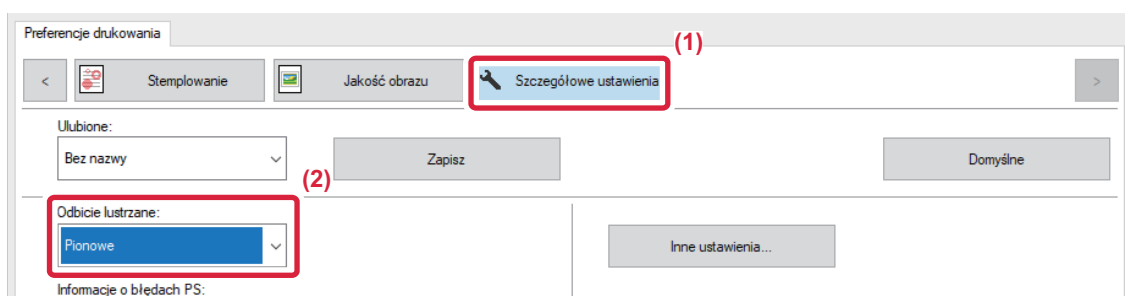 Preferencje drukowania
(1)
<
Stemplowanie
Jakość obrazu
Szczegółowe ustawienia
>
Ulubione:
Bez nazwy
Zapisz
Domyślne
(2)
Odbicie lustrzane:
Pionowe
Inne ustawienia...
Informacje o błędach PS: